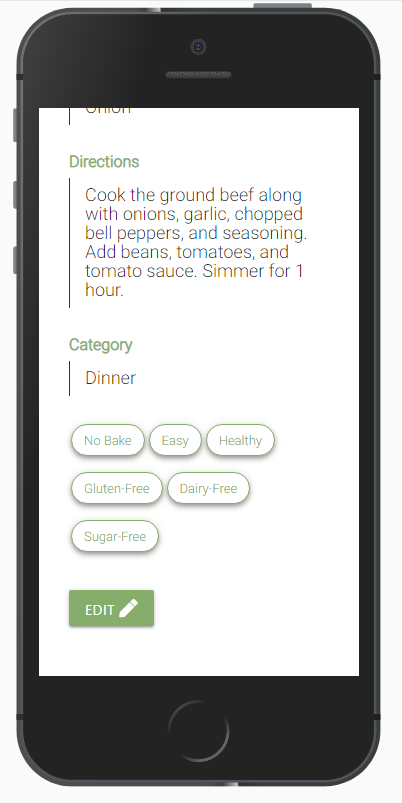 Onion
Directions
Cook the ground beef along
with onions, garlic, chopped
bell peppers, and seasoning.
Add beans, tomatoes, and
tomato sauce. Simmer for 1
hour.
Category
Dinner
No Bake Easy Healthy
Gluten-Free Dairy-Free
Sugar-Free
EDIT